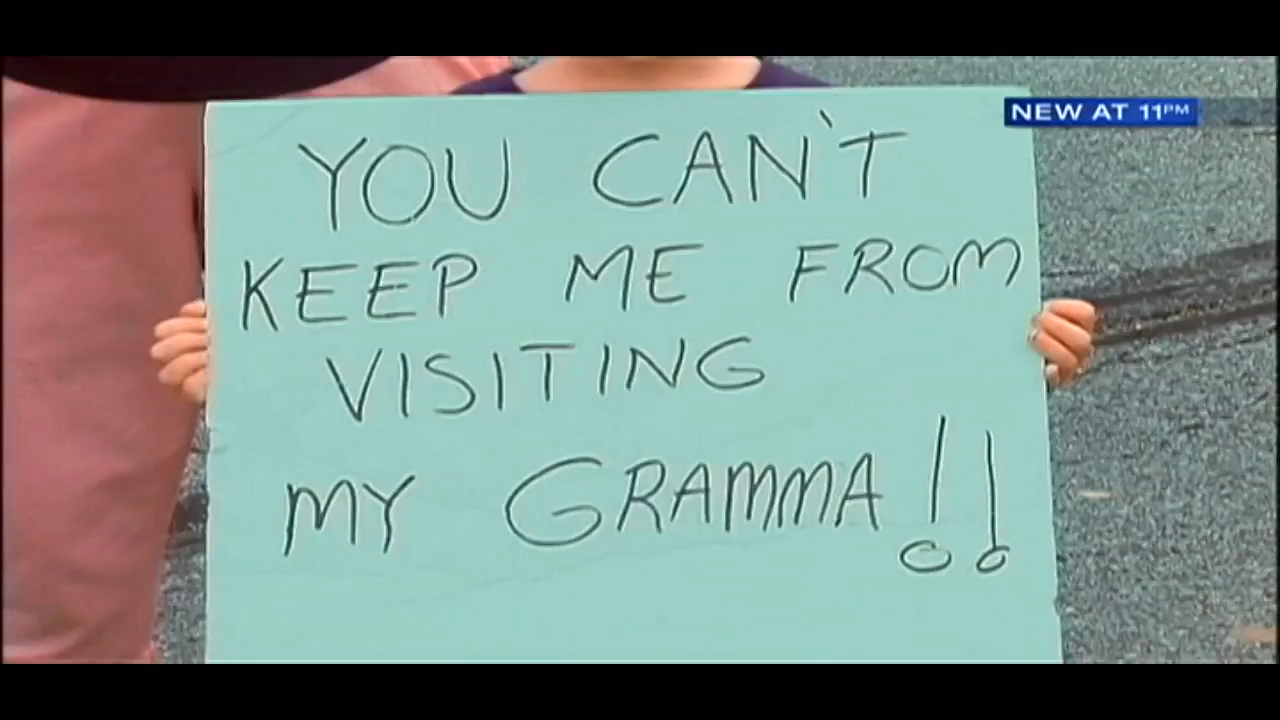 NEW AT 11PM
YOU CAN'T
KEEP ME FROM
VISITING
MY GRAMMA!!